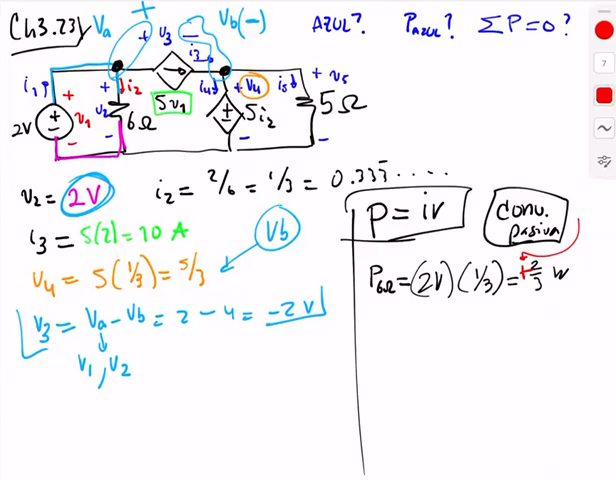 Ch3.23)
Va
+
Vb(-)
AZUL?
PAZUL?
ΣP=0?
+ v3 -
i3
i1
i2
i4
v4
i5
+ v5
+
v1
-
+
v2
-
5v1
2V
6Ω
5i2
5Ω
v2 = 2V
i2 = 2/6 = 1/3 = 0.333....
i3 = 5(2) = 10 A
v4 = 5(1/3) = 5/3
Vb
v3 = Va - Vb = 2 - 4 = -2 V
v1, v2
P = iv
Conv. pasiva
P6Ω = (2V)(1/3) = +2/3 W
7